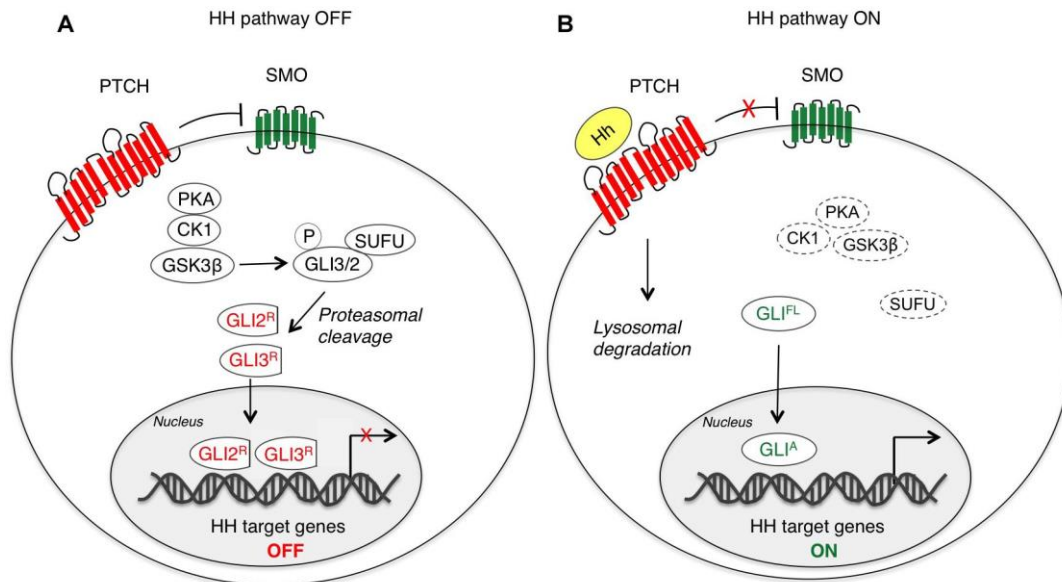 A
HH pathway OFF
PTCH
SMO
PKA
CK1
GSK3β
P
SUFU
GLI3/2
GLI2ᴿ
GLI3ᴿ
Proteasomal
cleavage
Nucleus
GLI2ᴿ
GLI3ᴿ
HH target genes
OFF
B
HH pathway ON
Hh
PTCH
SMO
PKA
CK1
GSK3β
SUFU
GLIᶠᴸ
Lysosomal
degradation
Nucleus
GLIᴬ
HH target genes
ON